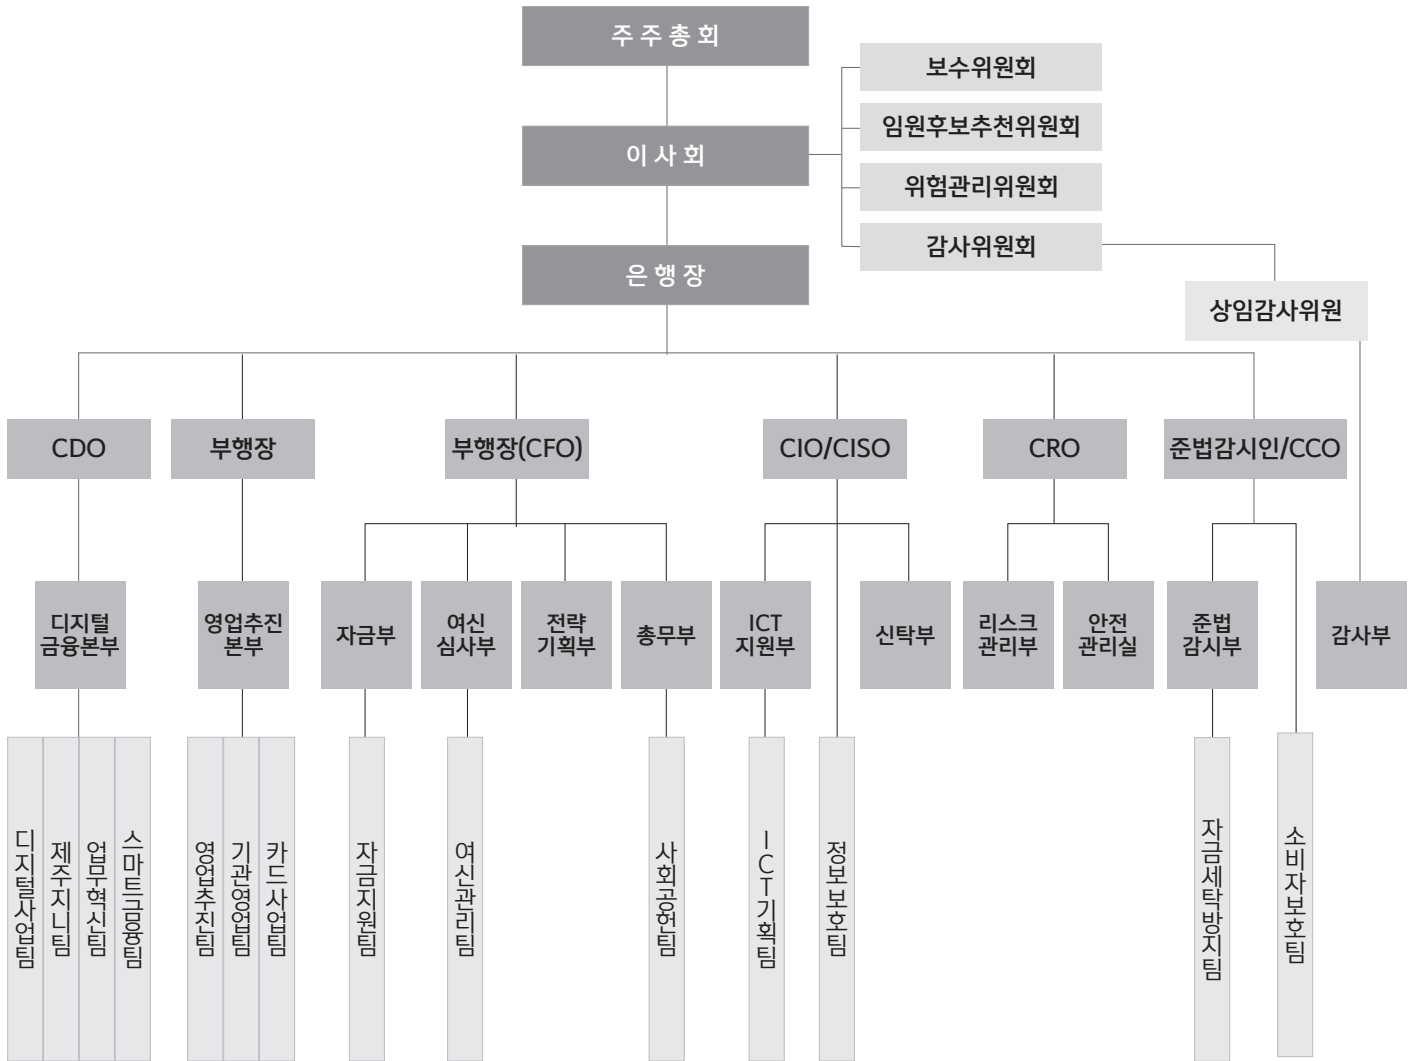 주주총회
보수위원회
임원후보추천위원회
이사회
위험관리위원회
감사위원회
은행장
상임감사위원
CDO
부행장
부행장(CFO)
CIO/CISO
CRO
준법감시인/CCO
디지털
금융본부
영업추진
본부
자금부
여신
심사부
전략
기획부
총무부
ICT
지원부
신탁부
리스크
관리부
안전
관리실
준법
감시부
감사부
디지털사업팀
제주지니팀
업무혁신팀
스마트금융팀
영업추진팀
기관영업팀
카드사업팀
자금지원팀
여신관리팀
사회공헌팀
ICT기획팀
정보보호팀
자금세탁방지팀
소비자보호팀